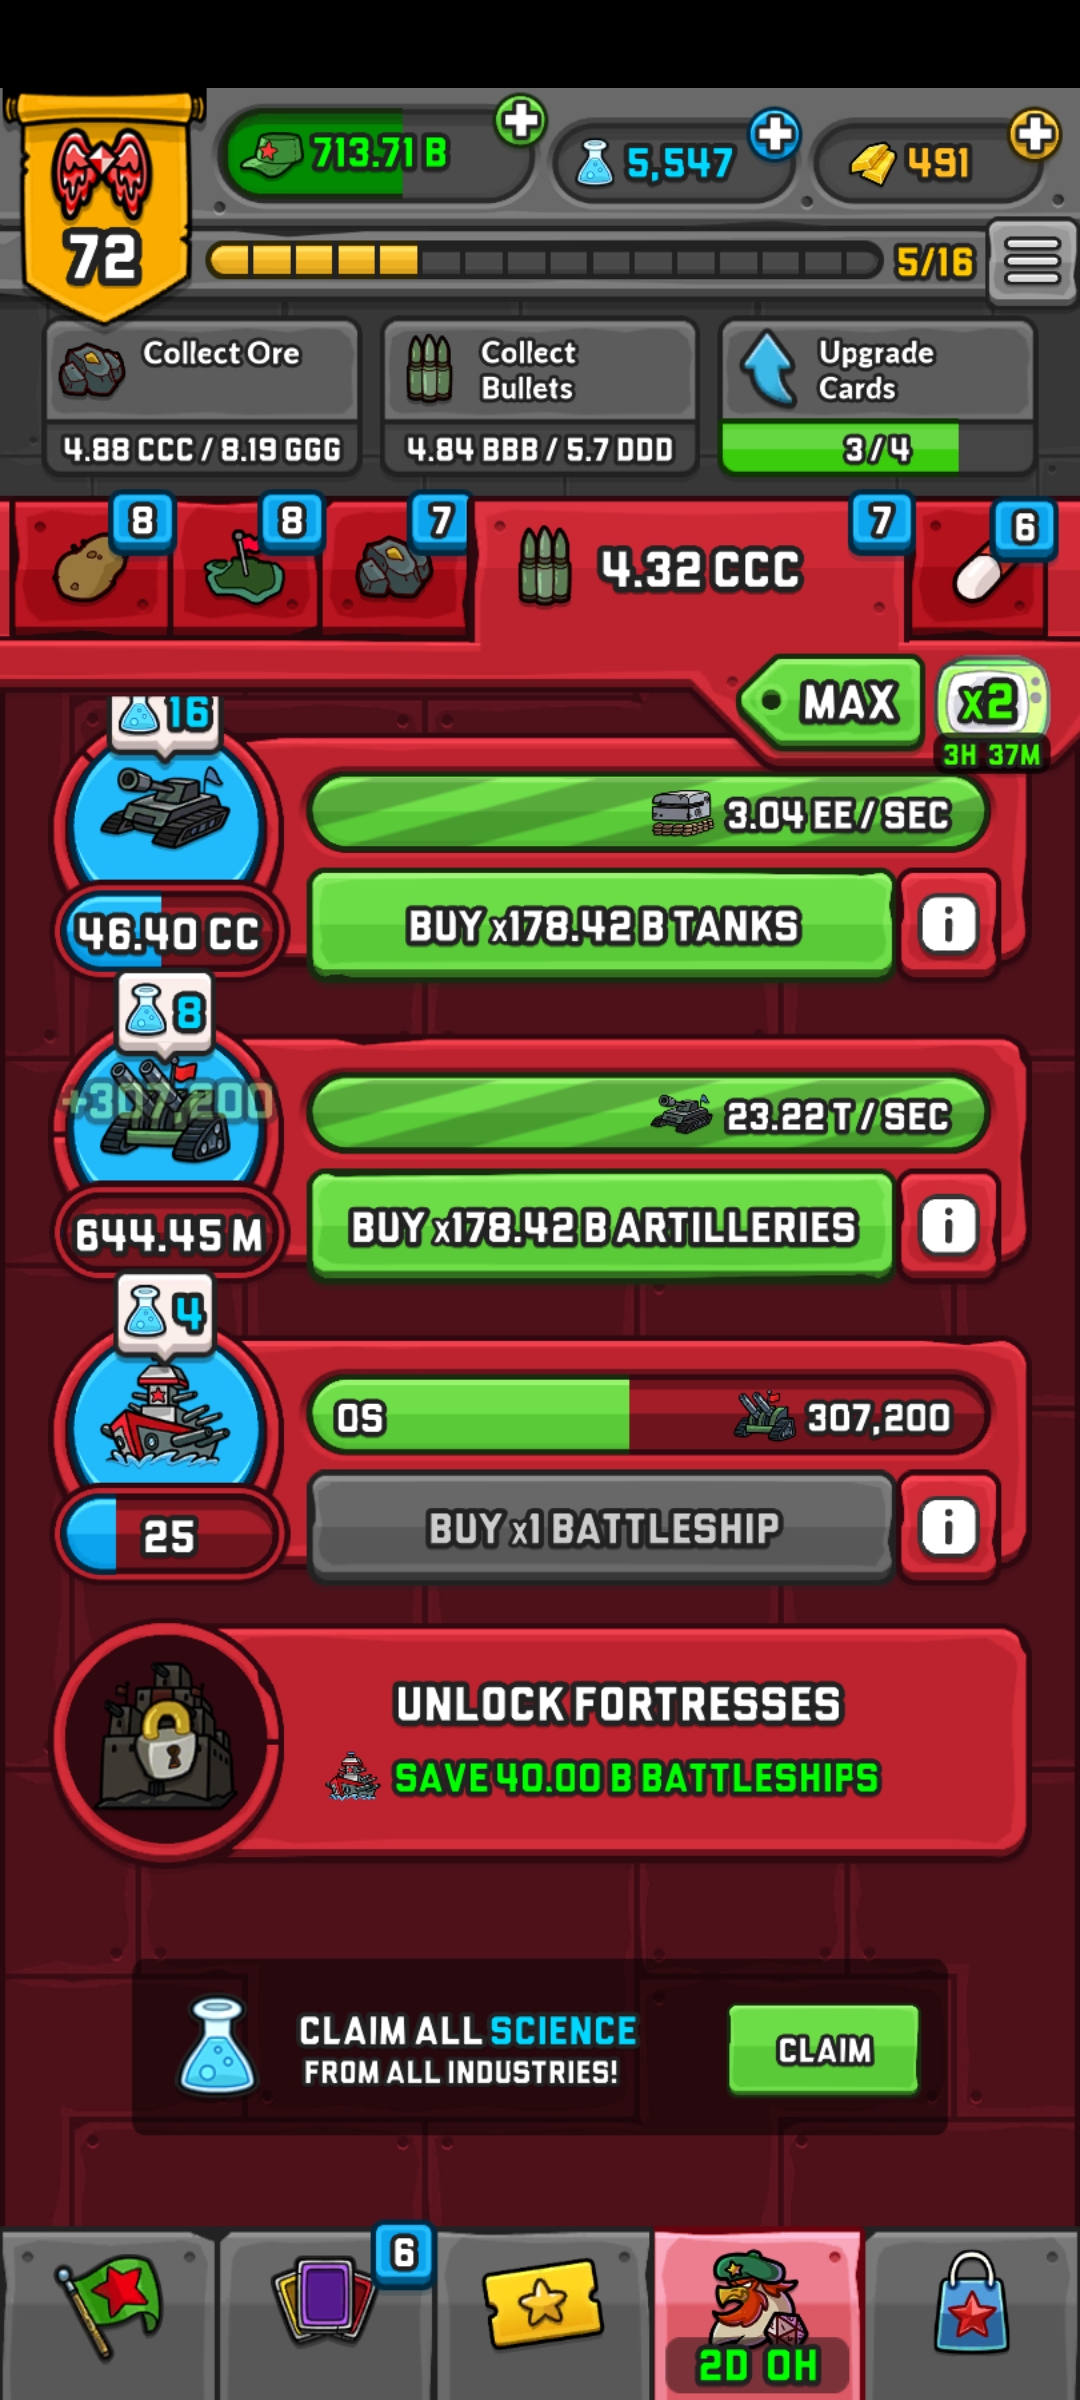 72
713.71 B
5,547
491
5/16
Collect Ore
4.88 CCC / 8.19 GGG
Collect
Bullets
4.84 BBB / 5.7 DDD
Upgrade
Cards
3/4
8
8
7
4.32 CCC
7
6
MAX
x2
3H 37M
16
3.04 EE / SEC
46.40 CC
BUY x178.42 B TANKS
i
8
+307,200
23.22 T / SEC
644.45 M
BUY x178.42 B ARTILLERIES
i
4
0S
307,200
25
BUY x1 BATTLESHIP
i
UNLOCK FORTRESSES
SAVE 40.00 B BATTLESHIPS
CLAIM ALL SCIENCE
FROM ALL INDUSTRIES!
CLAIM
6
2D 0H